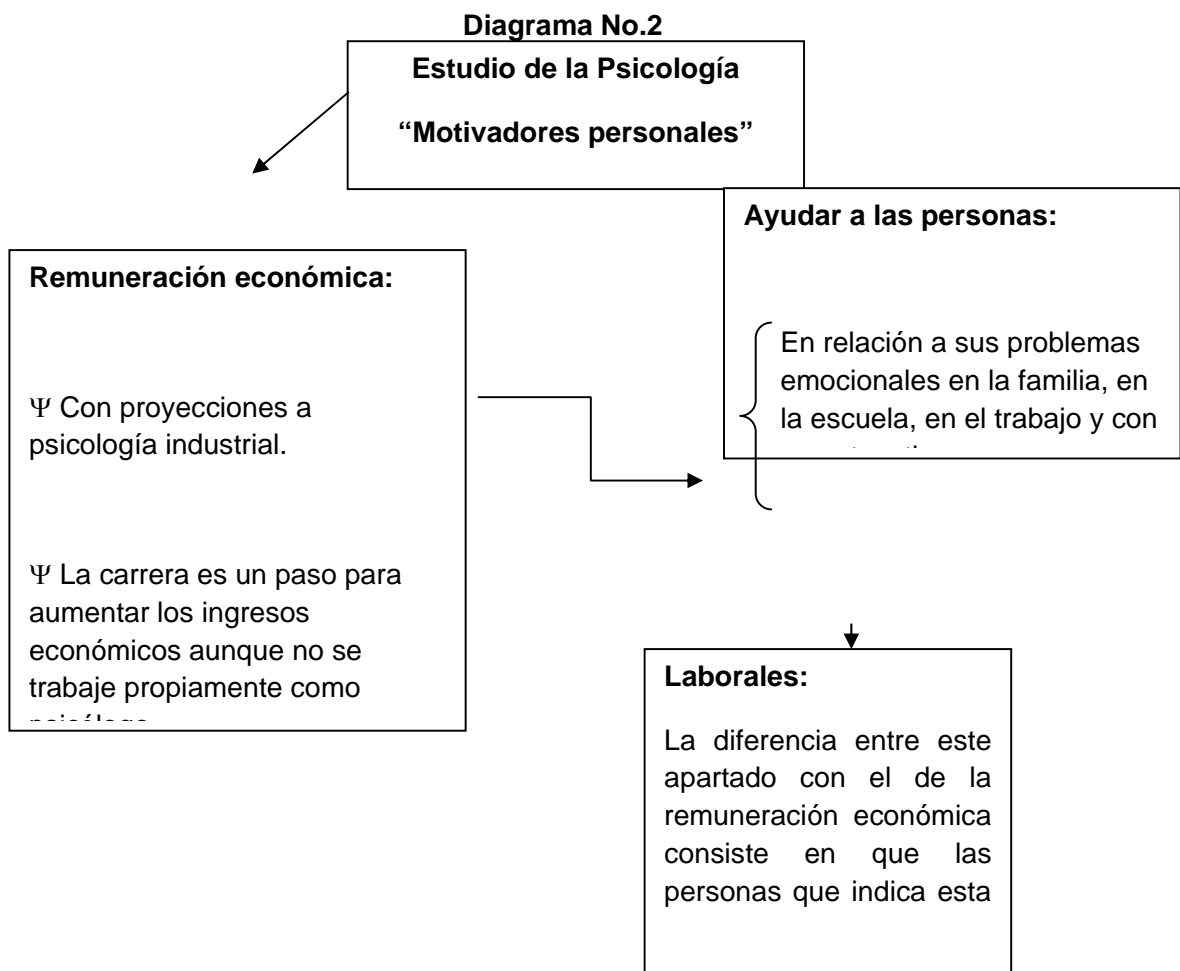 Diagrama No.2
Estudio de la Psicología
“Motivadores personales”
Ayudar a las personas:
En relación a sus problemas
emocionales en la familia, en
la escuela, en el trabajo y con
Remuneración económica:
Ψ Con proyecciones a
psicología industrial.
Ψ La carrera es un paso para
aumentar los ingresos
económicos aunque no se
trabaje propiamente como
Laborales:
La diferencia entre este
apartado con el de la
remuneración económica
consiste en que las
personas que indica esta